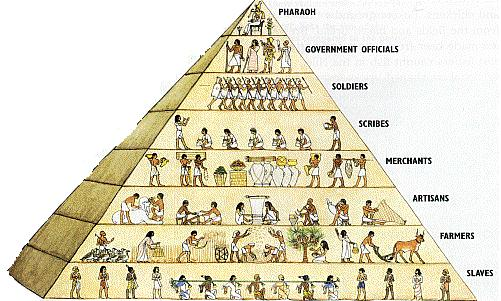 PHARAOH
GOVERNMENT OFFICIALS
SOLDIERS
SCRIBES
MERCHANTS
ARTISANS
FARMERS
SLAVES